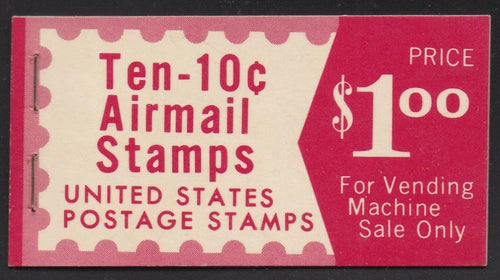 Ten-10¢
Airmail
Stamps
UNITED STATES
POSTAGE STAMPS
PRICE
$1.00
For Vending
Machine
Sale Only